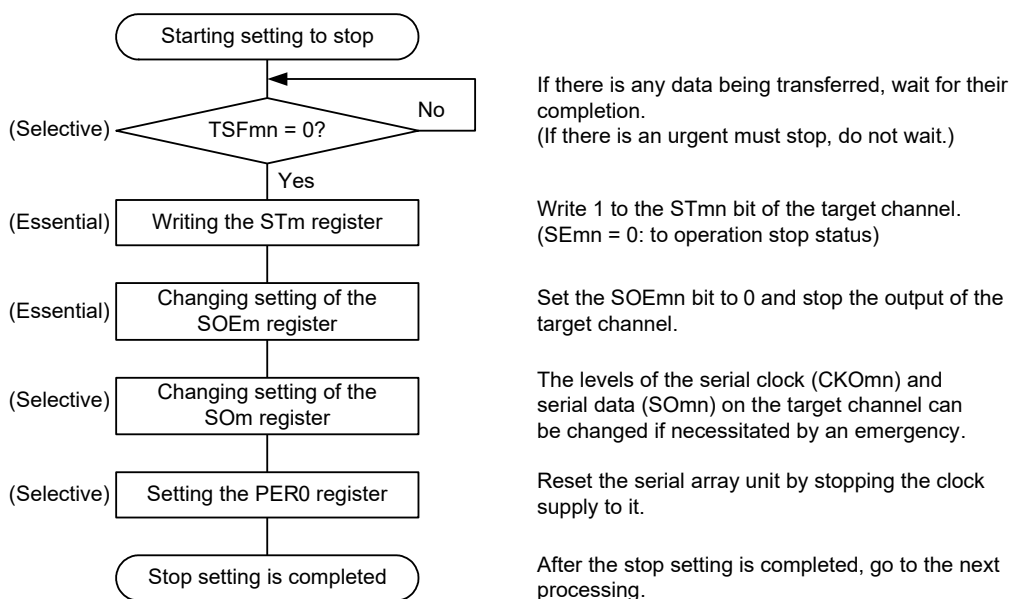 Starting setting to stop
If there is any data being transferred, wait for their
completion.
(If there is an urgent must stop, do not wait.)
(Selective)
TSFmn = 0?
No
Yes
(Essential)
Writing the STm register
Write 1 to the STmn bit of the target channel.
(SEmn = 0: to operation stop status)
(Essential)
Changing setting of the
SOEm register
Set the SOEmn bit to 0 and stop the output of the
target channel.
(Selective)
Changing setting of the
SOm register
The levels of the serial clock (CKOmn) and
serial data (SOmn) on the target channel can
be changed if necessitated by an emergency.
(Selective)
Setting the PER0 register
Reset the serial array unit by stopping the clock
supply to it.
Stop setting is completed
After the stop setting is completed, go to the next
processing.